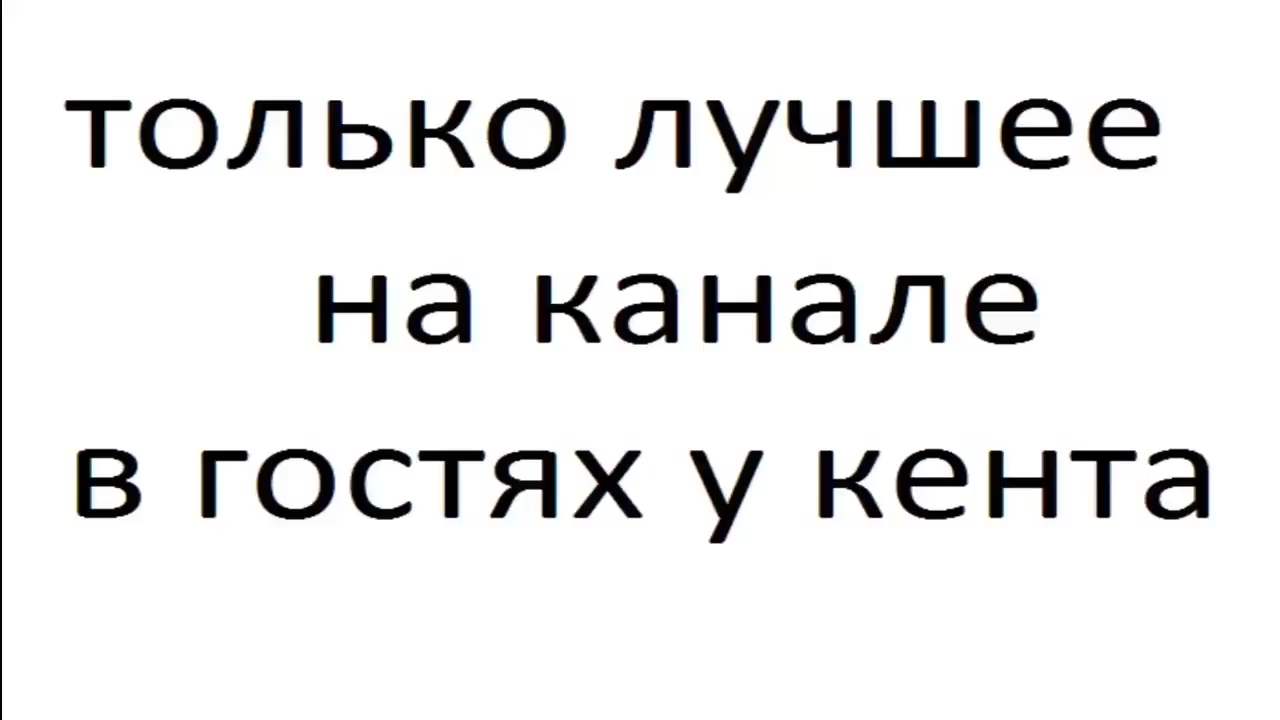 только лучшее
на канале
в гостях у кента